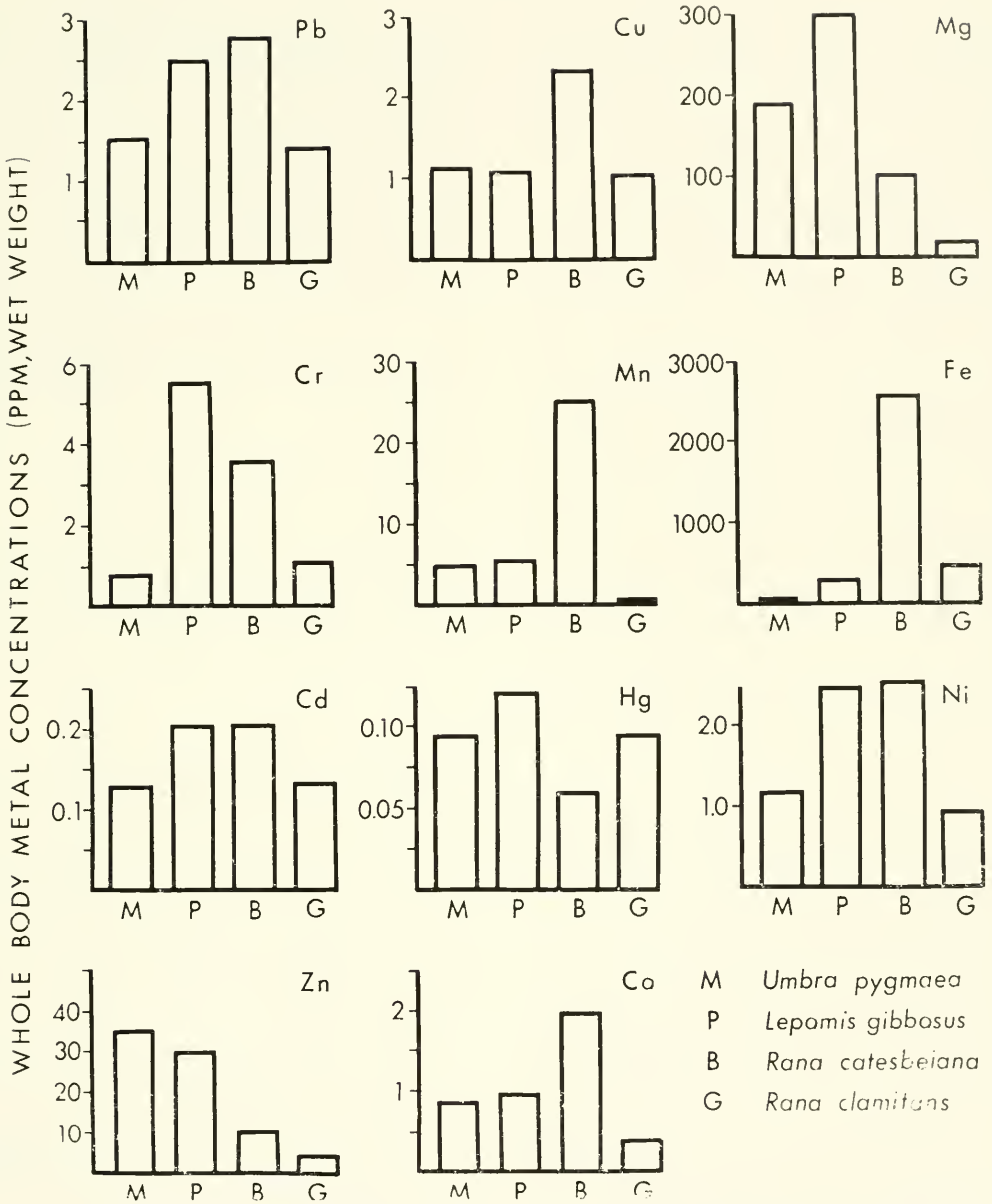 WHOLE BODY METAL CONCENTRATIONS (PPM, WET WEIGHT)
Pb
3
2
1
M P B G
Cu
3
2
1
M P B G
Mg
300
200
100
M P B G
Cr
6
4
2
M P B G
Mn
30
20
10
M P B G
Fe
3000
2000
1000
M P B G
Cd
0.2
0.1
M P B G
Hg
0.10
0.05
M P B G
Ni
2.0
1.0
M P B G
Zn
40
30
20
10
M P B G
Co
2
1
M P B G
M Umbra pygmaea
P Lepomis gibbosus
B Rana catesbeiana
G Rana clamitans